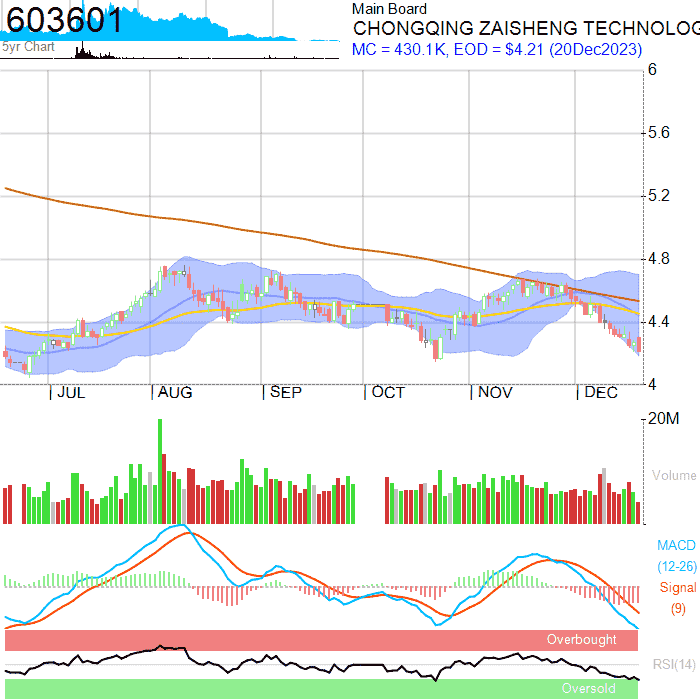 603601
5yr Chart
Main Board
CHONGQING ZAISHENG TECHNOLOG
MC = 430.1K, EOD = $4.21 (20Dec2023)
6
5.6
5.2
4.8
4.4
4
JUL AUG SEP OCT NOV DEC
20M
Volume
MACD
(12-26)
Signal
(9)
Overbought
RSI(14)
Oversold